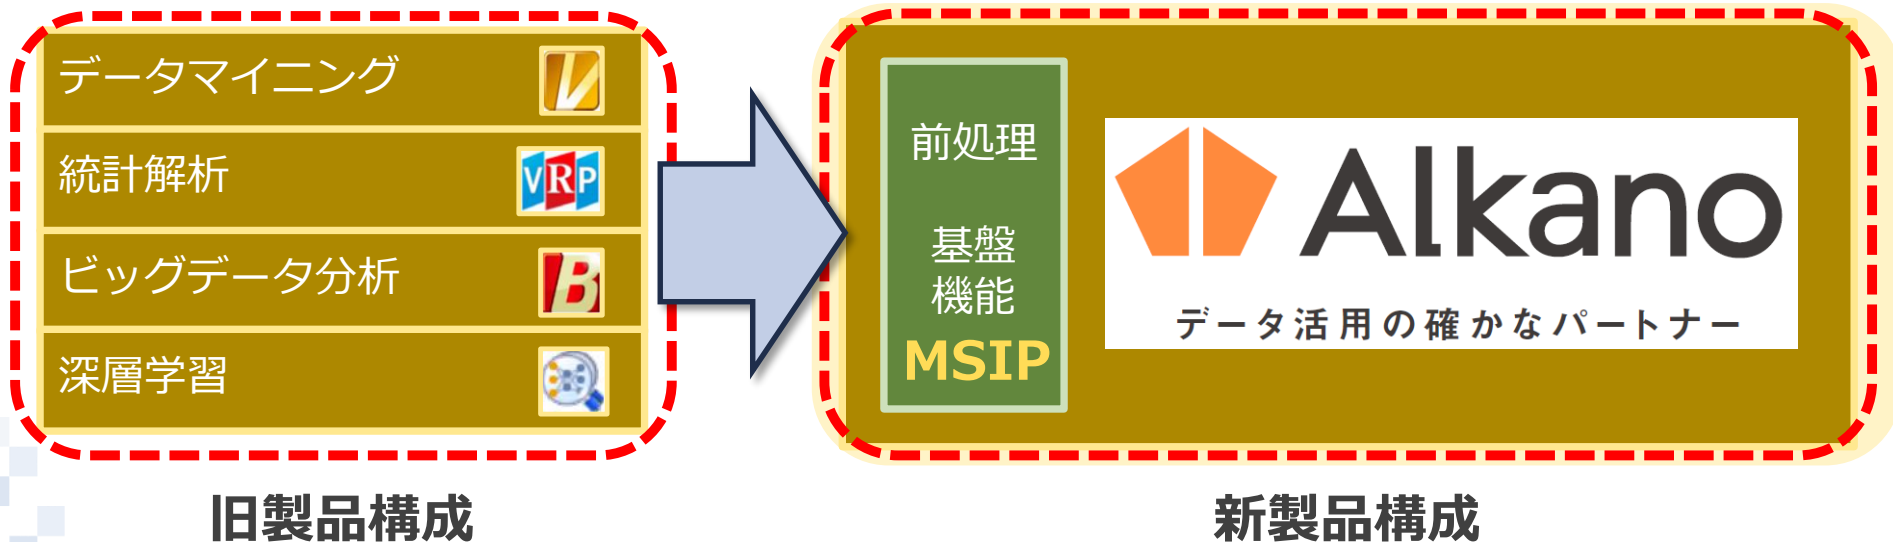 データマイニング
V
統計解析
VRP
ビッグデータ分析
B
深層学習
旧製品構成
前処理
基盤
機能
MSIP
Alkano
データ活用の確かなパートナー
新製品構成